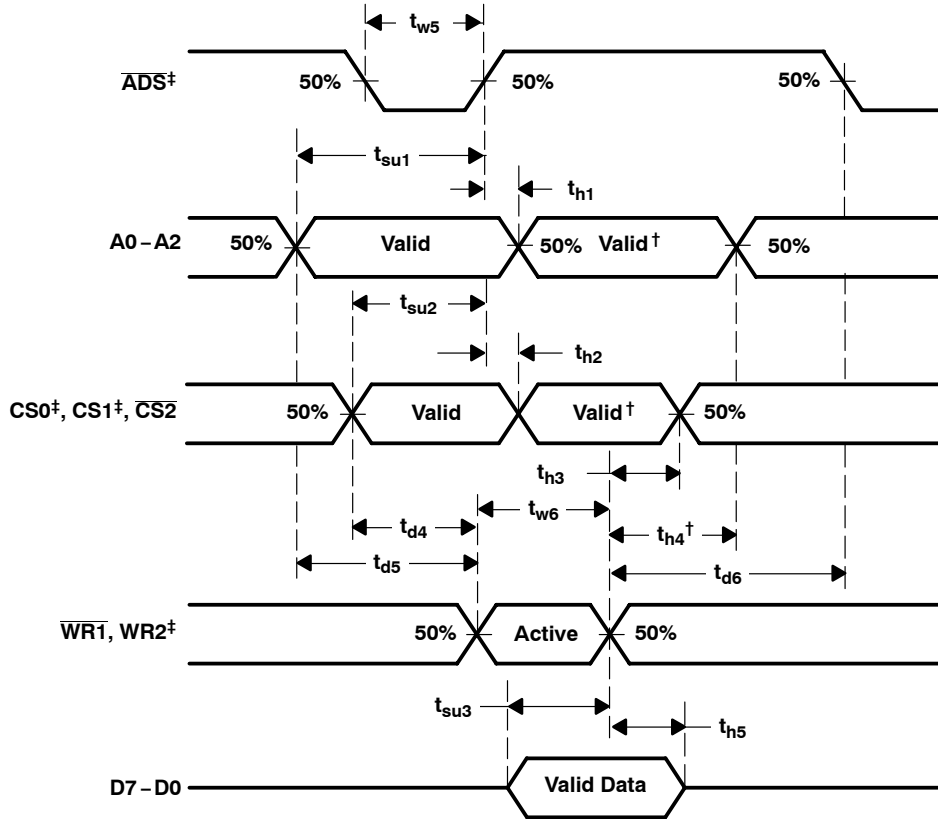 tw5
ADS‡ 50% 50% 50%
tsu1
th1
A0–A2 50% Valid 50% Valid† 50%
tsu2
th2
CS0‡, CS1‡, CS2 50% Valid Valid† 50%
th3
tw6
td4 th4†
td5 td6
WR1, WR2‡ 50% Active 50%
tsu3
th5
D7–D0 Valid Data